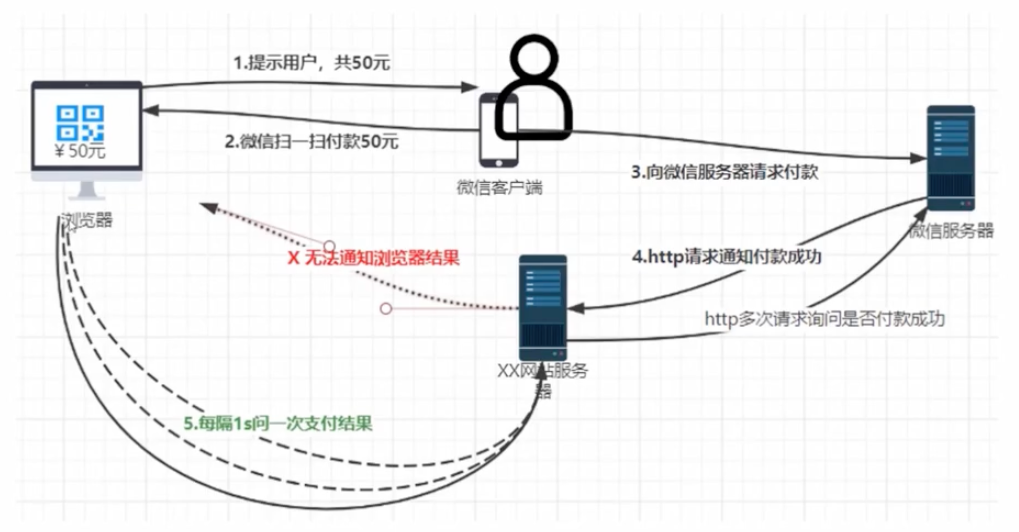 1.提示用户，共50元
￥50元
2.微信扫一扫付款50元
微信客户端
3.向微信服务器请求付款
浏览器
微信服务器
X 无法通知浏览器结果
4.http请求通知付款成功
http多次请求询问是否付款成功
XX网站服务
器
5.每隔1s问一次支付结果